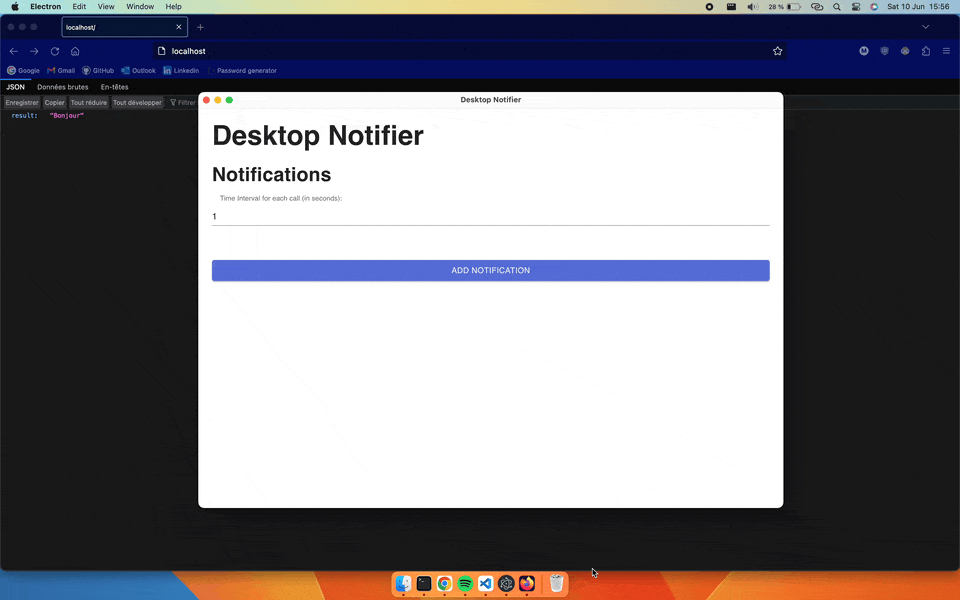 Electron Edit View Window Help 28 % Sat 10 Jun 15:56
localhost/
localhost
Google Gmail GitHub Outlook LinkedIn Password generator
JSON Données brutes En-têtes
Enregistrer Copier Tout réduire Tout développer Filtrer
result: "Bonjour"
Desktop Notifier
Desktop Notifier
Notifications
Time Interval for each call (in seconds):
1
ADD NOTIFICATION